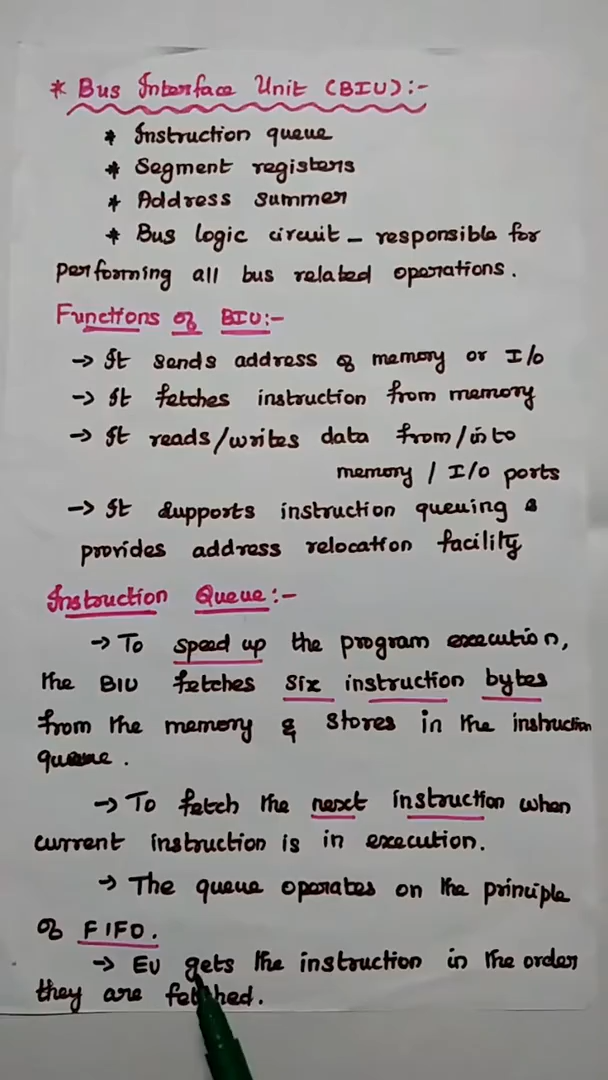 * Bus Interface Unit (BIU):-
* Instruction queue
* Segment registers
* Address summer
* Bus logic circuit - responsible for
performing all bus related operations.
Functions of BIU:-
→ It sends address of memory or I/o
→ It fetches instruction from memory
→ It reads/writes data from/into
memory / I/o ports
→ It supports instruction queuing &
provides address relocation facility
Instruction Queue:-
→ To speed up the program execution,
the BIU fetches six instruction bytes
from the memory & stores in the instruction
queue.
→ To fetch the next instruction when
current instruction is in execution.
→ The queue operates on the principle
of FIFO.
→ EU gets the instruction in the order
they are fetched.